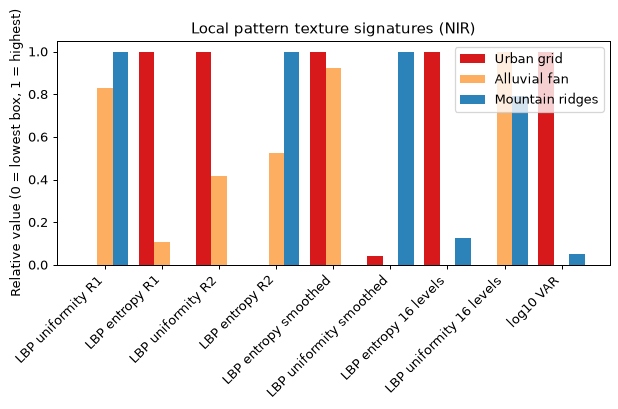 Local pattern texture signatures (NIR)
Relative value (0 = lowest box, 1 = highest)
1.0
0.8
0.6
0.4
0.2
0.0
Urban grid
Alluvial fan
Mountain ridges
LBP uniformity R1
LBP entropy R1
LBP uniformity R2
LBP entropy R2
LBP entropy smoothed
LBP uniformity smoothed
LBP entropy 16 levels
LBP uniformity 16 levels
log10 VAR